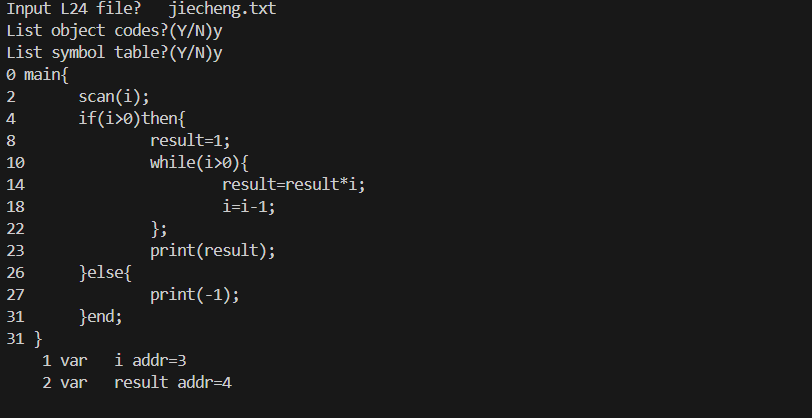 Input L24 file?   jiecheng.txt
List object codes?(Y/N)y
List symbol table?(Y/N)y
0 main{
2       scan(i);
4       if(i>0)then{
8               result=1;
10              while(i>0){
14                      result=result*i;
18                      i=i-1;
22              };
23              print(result);
26      }else{
27              print(-1);
31      }end;
31 }
    1 var   i addr=3
    2 var   result addr=4